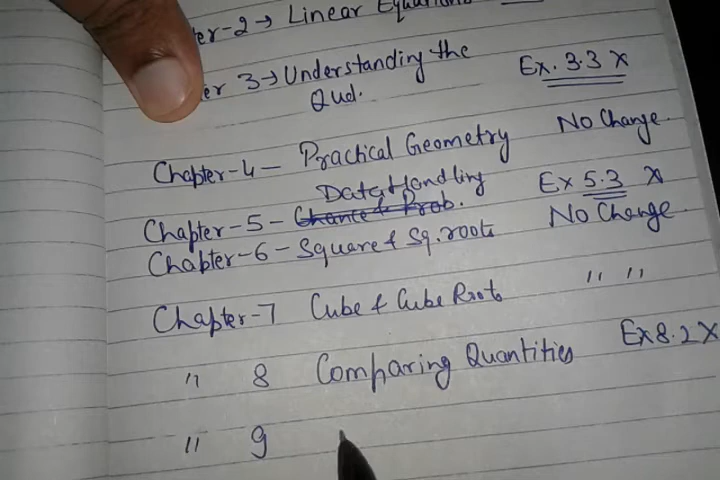 ter-2 → Linear Equations
er 3 → Understanding the Ex. 3.3 X
Qud.
Chapter-4 – Practical Geometry No Change.
Data Handling
Chapter-5 – Chance & Prob. Ex 5.3 X
Chapter-6 – Square & Sq. roots No Change
Chapter-7 Cube & Cube Roots " "
" 8 Comparing Quantities Ex 8.2 X
" 9